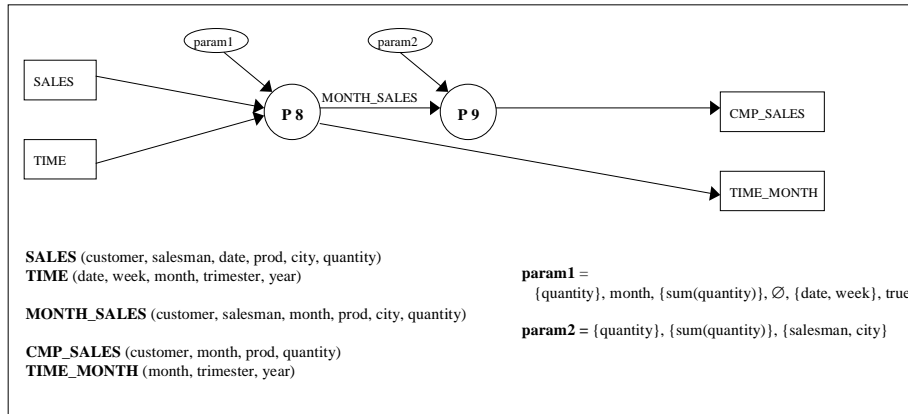 param1
param2
SALES
MONTH_SALES
P 8
P 9
CMP_SALES
TIME
TIME_MONTH
SALES (customer, salesman, date, prod, city, quantity)
TIME (date, week, month, trimester, year)
MONTH_SALES (customer, salesman, month, prod, city, quantity)
CMP_SALES (customer, month, prod, quantity)
TIME_MONTH (month, trimester, year)
param1 =
{quantity}, month, {sum(quantity)}, ∅, {date, week}, true
param2 = {quantity}, {sum(quantity)}, {salesman, city}